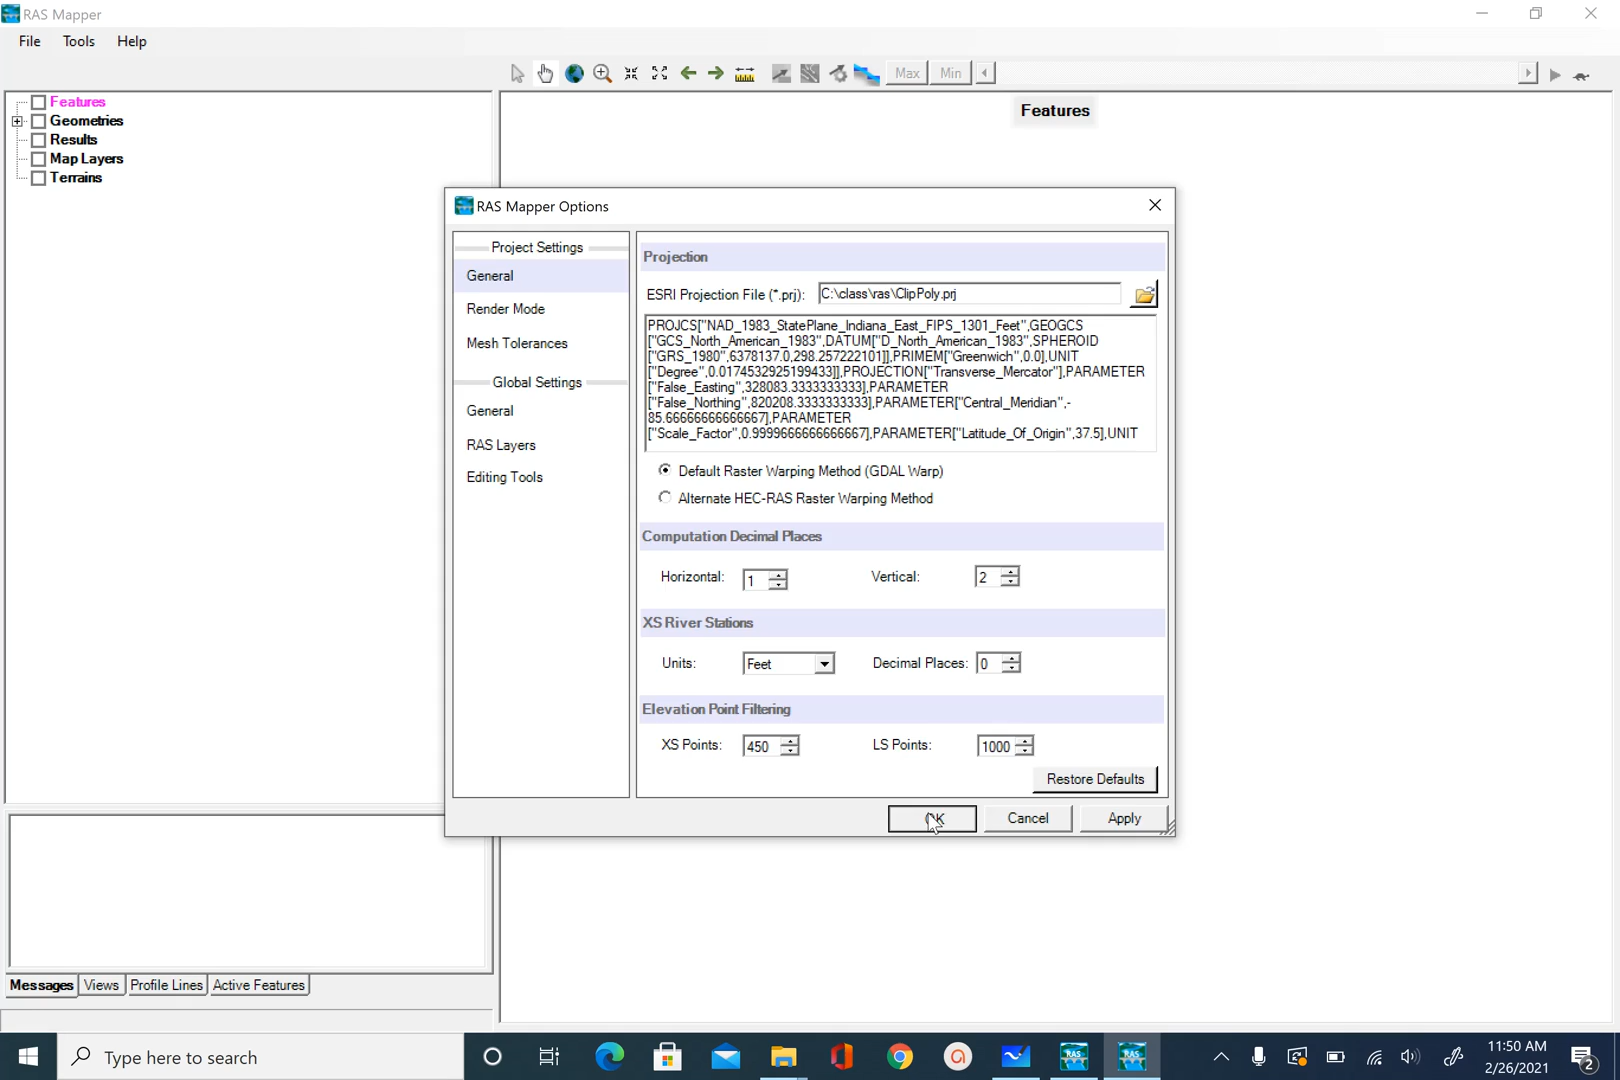 RAS Mapper
File Tools Help
Max Min
Features
Geometries
Results
Map Layers
Terrains
Features
RAS Mapper Options
Project Settings
General
Render Mode
Mesh Tolerances
Global Settings
General
RAS Layers
Editing Tools
Projection
ESRI Projection File (*.prj): C:\class\ras\ClipPoly.prj
PROJCS["NAD_1983_StatePlane_Indiana_East_FIPS_1301_Feet",GEOGCS
["GCS_North_American_1983",DATUM["D_North_American_1983",SPHEROID
["GRS_1980",6378137.0,298.257222101]],PRIMEM["Greenwich",0.0],UNIT
["Degree",0.0174532925199433]],PROJECTION["Transverse_Mercator"],PARAMETER
["False_Easting",328083.3333333333],PARAMETER
["False_Northing",820208.3333333333],PARAMETER["Central_Meridian",-
85.66666666666667],PARAMETER
["Scale_Factor",0.9999666666666667],PARAMETER["Latitude_Of_Origin",37.5],UNIT
Default Raster Warping Method (GDAL Warp)
Alternate HEC-RAS Raster Warping Method
Computation Decimal Places
Horizontal: 1 Vertical: 2
XS River Stations
Units: Feet Decimal Places: 0
Elevation Point Filtering
XS Points: 450 LS Points: 1000
Restore Defaults
OK Cancel Apply
Messages Views Profile Lines Active Features
Type here to search
RAS
RAS
11:50 AM
2/26/2021
2